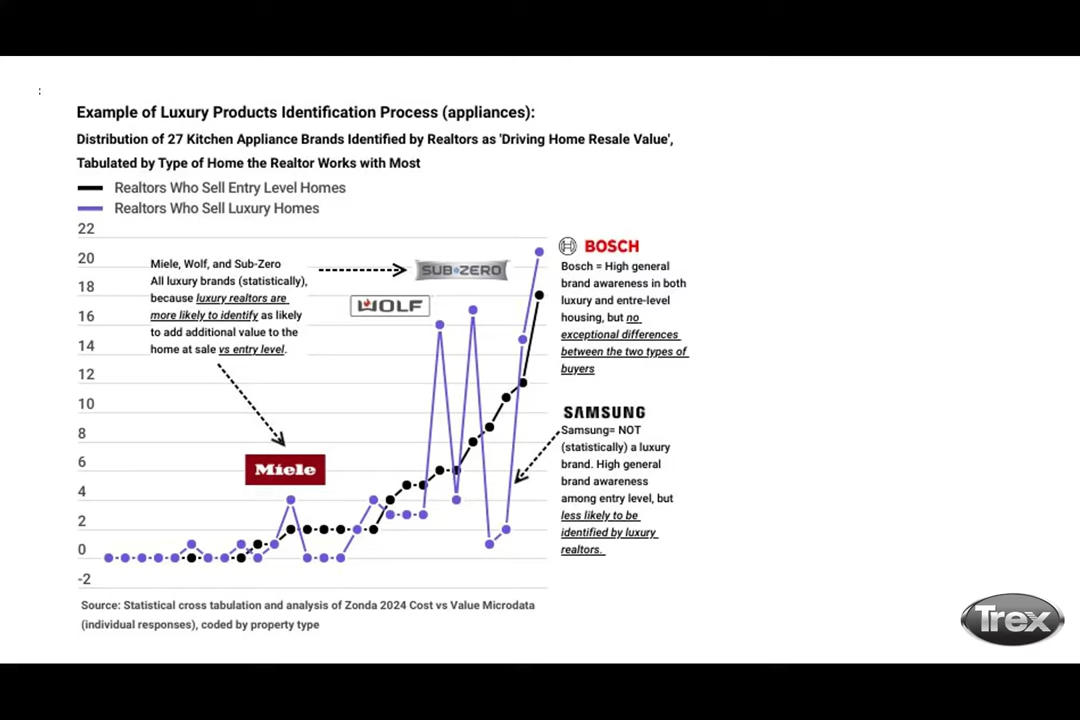 :
Example of Luxury Products Identification Process (appliances):
Distribution of 27 Kitchen Appliance Brands Identified by Realtors as 'Driving Home Resale Value',
Tabulated by Type of Home the Realtor Works with Most
Realtors Who Sell Entry Level Homes
Realtors Who Sell Luxury Homes
22
20
18
16
14
12
10
8
6
4
2
0
-2
Miele, Wolf, and Sub-Zero
All luxury brands (statistically),
because luxury realtors are
more likely to identify as likely
to add additional value to the
home at sale vs entry level.
SUB-ZERO
WOLF
Miele
BOSCH
Bosch = High general
brand awareness in both
luxury and entre-level
housing, but no
exceptional differences
between the two types of
buyers
SAMSUNG
Samsung= NOT
(statistically) a luxury
brand. High general
brand awareness
among entry level, but
less likely to be
identified by luxury
realtors.
Source: Statistical cross tabulation and analysis of Zonda 2024 Cost vs Value Microdata
(individual responses), coded by property type
Trex